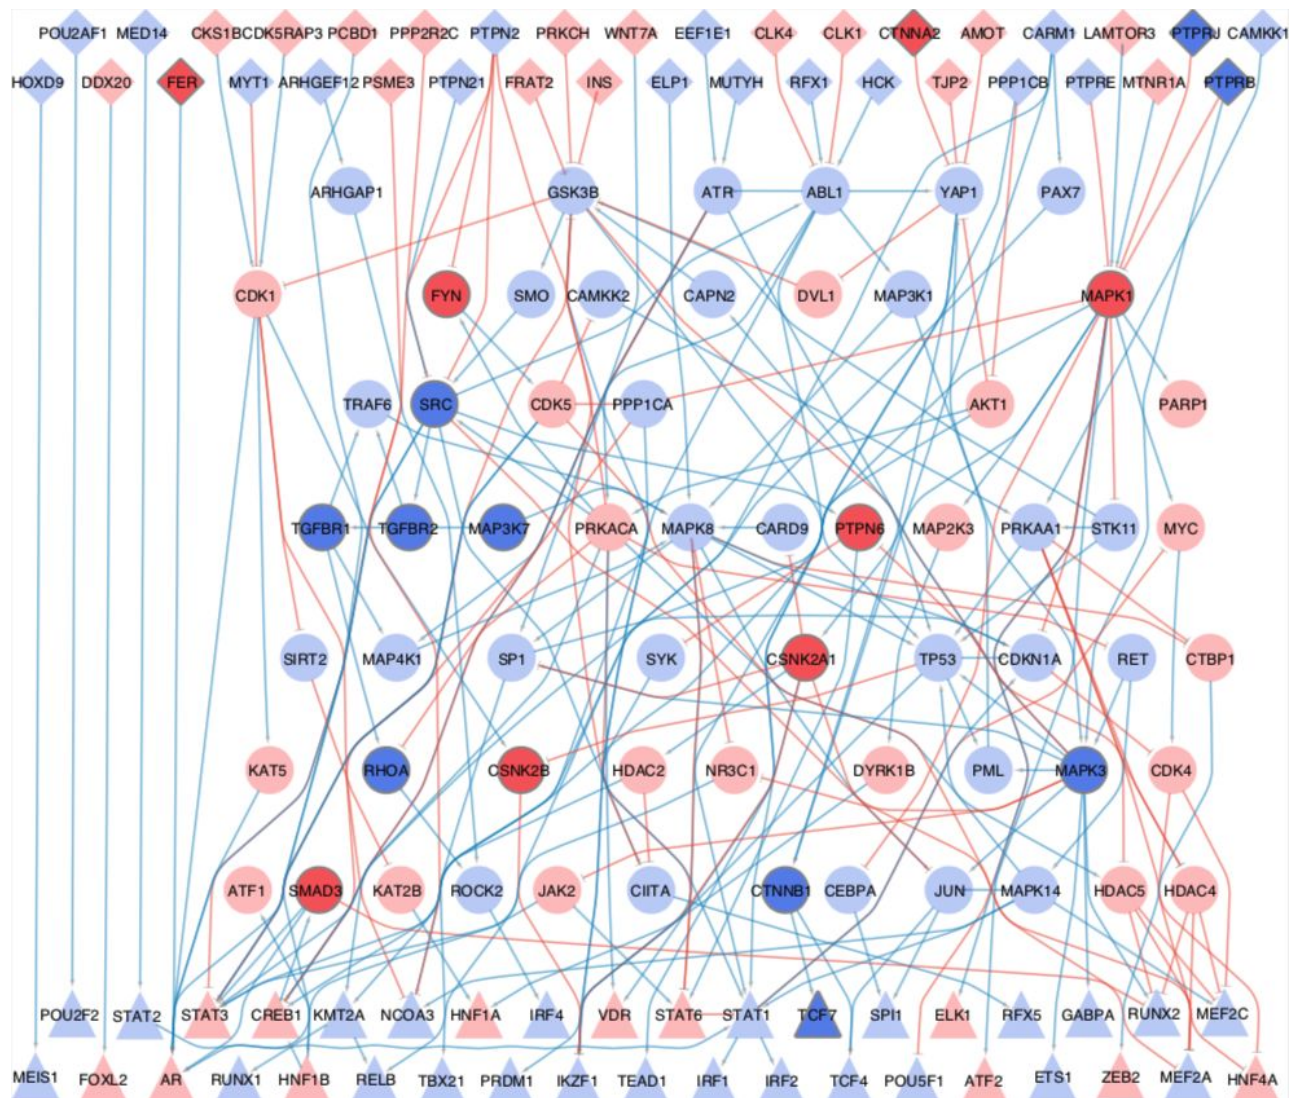 POU2AF1 MED14 CKS1B CDK5RAP3 PCBD1 PPP2R2C PTPN2 PRKCH WNT7A EEF1E1 CLK4 CLK1 CTNNA2 AMOT CARM1 LAMTOR3 PTPRJ CAMKK1
HOXD9 DDX20 FER MYT1 ARHGEF12 PSME3 PTPN21 FRAT2 INS ELP1 MUTYH RFX1 HCK TJP2 PPP1CB PTPRE MTNR1A PTPRB
ARHGAP1 GSK3B ATR ABL1 YAP1 PAX7
CDK1 FYN SMO CAMKK2 CAPN2 DVL1 MAP3K1 MAPK1
TRAF6 SRC CDK5 PPP1CA AKT1 PARP1
TGFBR1 TGFBR2 MAP3K7 PRKACA MAPK8 CARD9 PTPN6 MAP2K3 PRKAA1 STK11 MYC
SIRT2 MAP4K1 SP1 SYK CSNK2A1 TP53 CDKN1A RET CTBP1
KAT5 RHOA CSNK2B HDAC2 NR3C1 DYRK1B PML MAPK3 CDK4
ATF1 SMAD3 KAT2B ROCK2 JAK2 CIITA CTNNB1 CEBPA JUN MAPK14 HDAC5 HDAC4
POU2F2 STAT2 STAT3 CREB1 KMT2A NCOA3 HNF1A IRF4 VDR STAT6 STAT1 TCF7 SPI1 ELK1 RFX5 GABPA RUNX2 MEF2C
MEIS1 FOXL2 AR RUNX1 HNF1B RELB TBX21 PRDM1 IKZF1 TEAD1 IRF1 IRF2 TCF4 POU5F1 ATF2 ETS1 ZEB2 MEF2A HNF4A